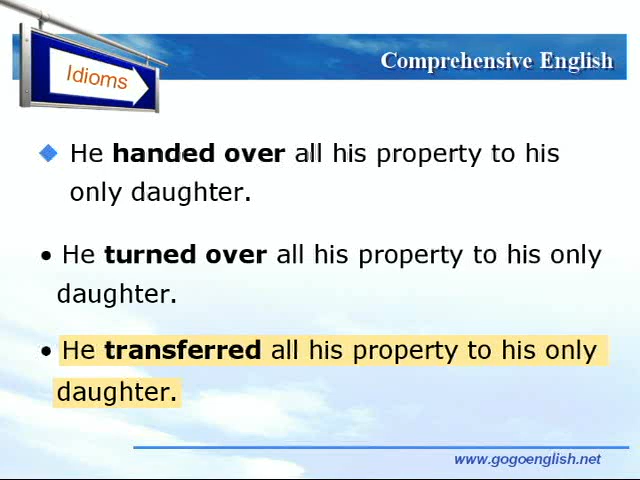 Comprehensive English
Idioms
He handed over all his property to his
only daughter.
• He turned over all his property to his only
daughter.
• He transferred all his property to his only
daughter.
www.gogoenglish.net